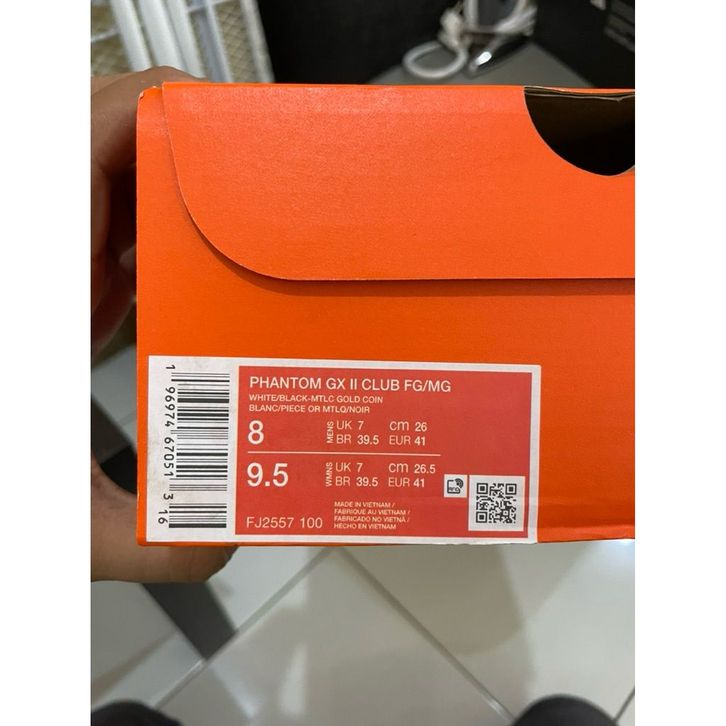 PHANTOM GX II CLUB FG/MG
WHITE/BLACK-MTLC GOLD COIN
BLANC/PIECE OR MTLQ/NOIR
8 MENS UK 7 cm 26
BR 39.5 EUR 41
9.5 WMNS UK 7 cm 26.5
BR 39.5 EUR 41
MADE IN VIETNAM /
FABRIQUE AU VIETNAM /
FABRICADO NO VIETNÃ /
HECHO EN VIETNAM
FJ2557 100
1 96974 67051 3 16